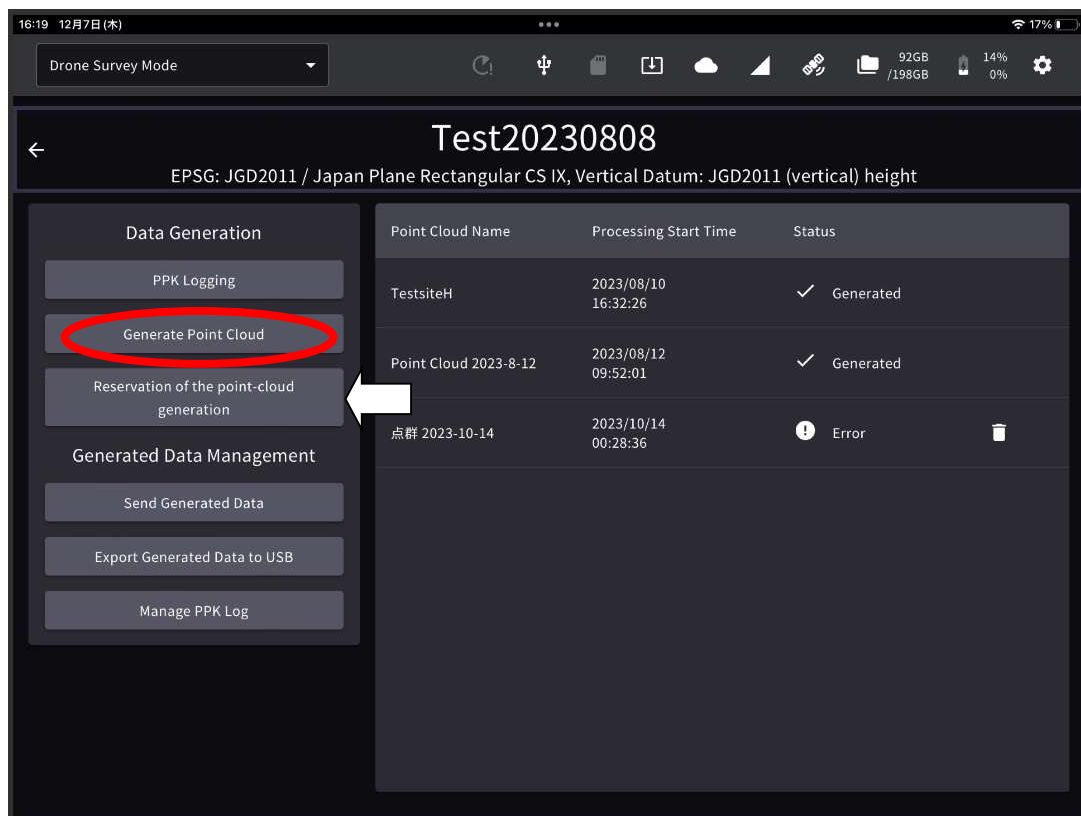 16:19 12月7日(木)
17%
Drone Survey Mode
92GB
/198GB
14%
0%
Test20230808
EPSG: JGD2011 / Japan Plane Rectangular CS IX, Vertical Datum: JGD2011 (vertical) height
Data Generation
PPK Logging
Generate Point Cloud
Reservation of the point-cloud
generation
Generated Data Management
Send Generated Data
Export Generated Data to USB
Manage PPK Log
Point Cloud Name Processing Start Time Status
TestsiteH
2023/08/10
16:32:26
Generated
Point Cloud 2023-8-12
2023/08/12
09:52:01
Generated
点群 2023-10-14
2023/10/14
00:28:36
Error